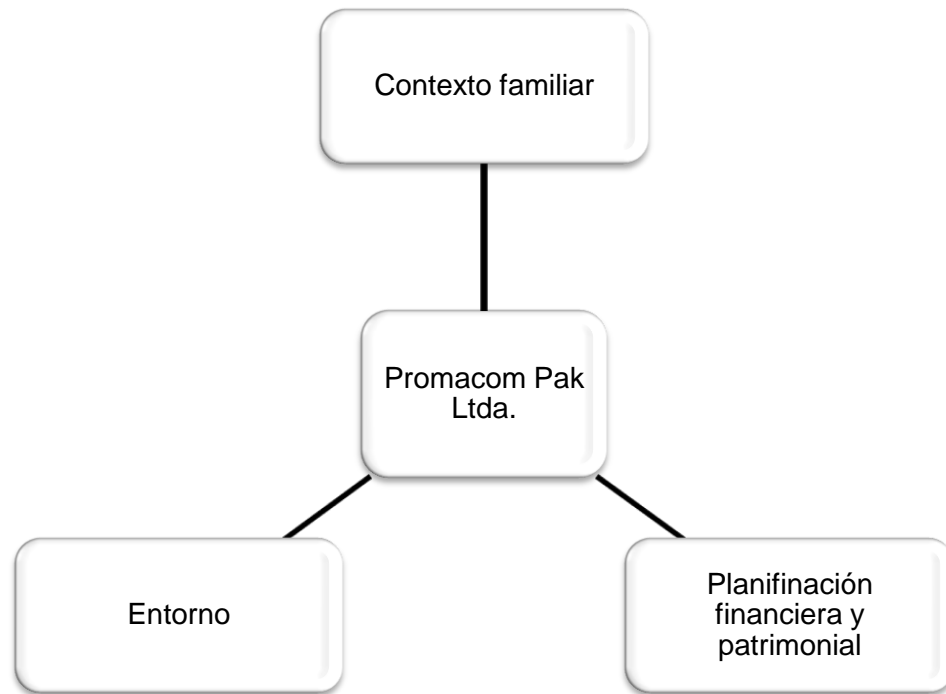 Contexto familiar
Promacom Pak
Ltda.
Entorno
Planifinación
financiera y
patrimonial